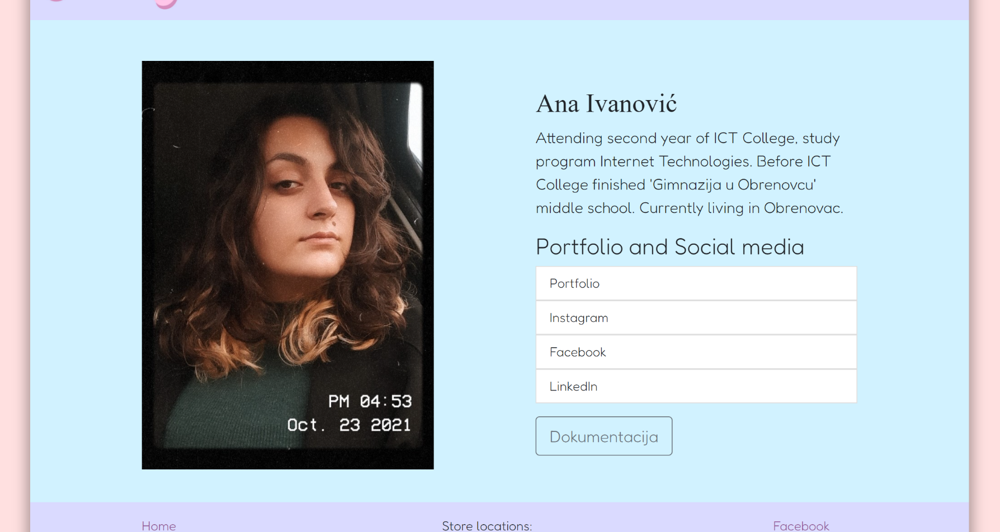 PM 04:53
Oct. 23 2021
Ana Ivanović
Attending second year of ICT College, study
program Internet Technologies. Before ICT
College finished 'Gimnazija u Obrenovcu'
middle school. Currently living in Obrenovac.
Portfolio and Social media
Portfolio
Instagram
Facebook
LinkedIn
Dokumentacija
Home
Store locations:
Facebook